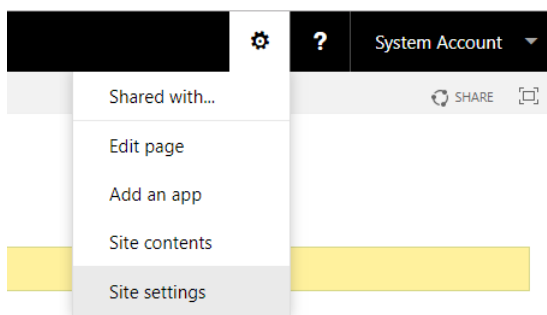 ? System Account
Shared with...
SHARE
Edit page
Add an app
Site contents
Site settings